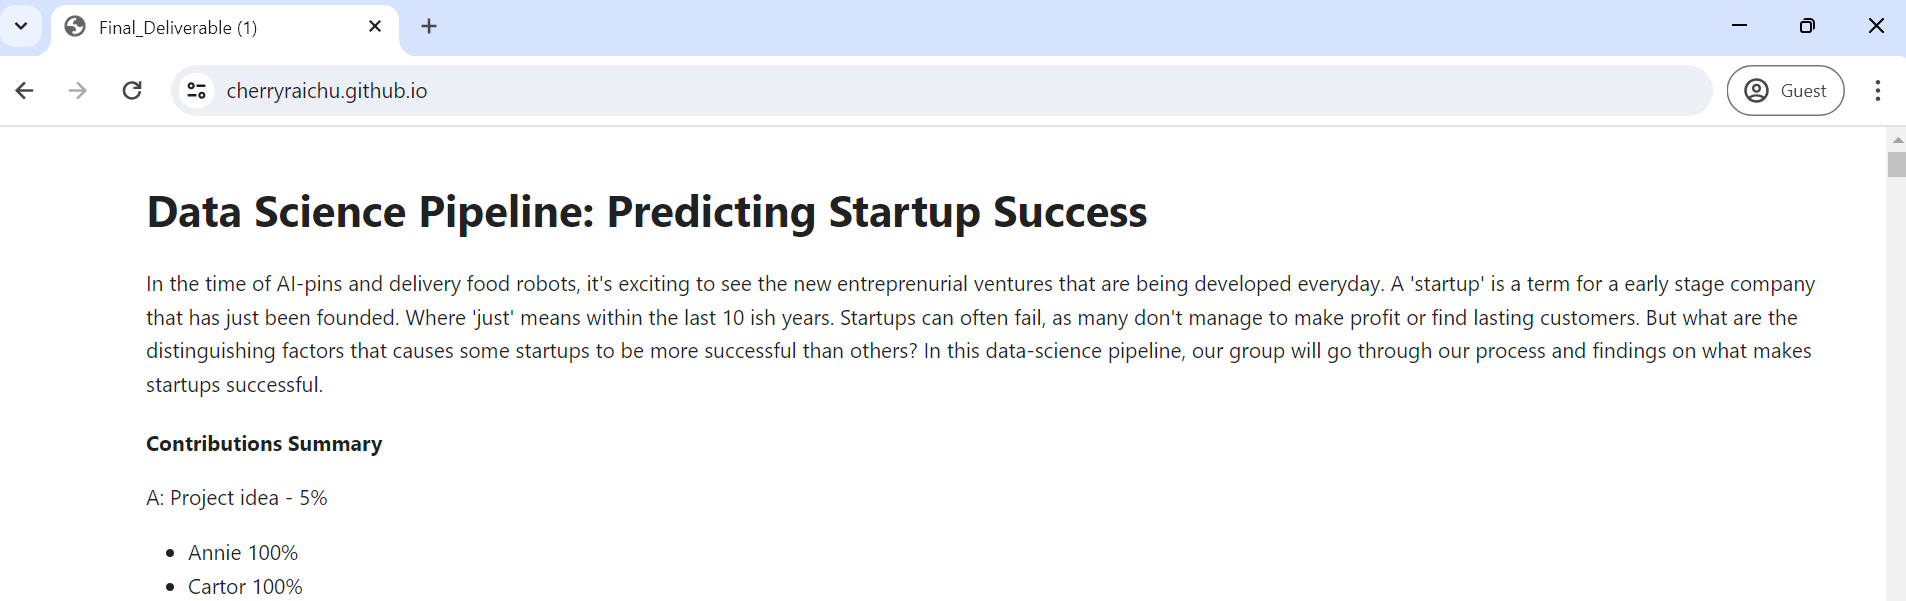 Final_Deliverable (1)
cherryraichu.github.io
Guest
Data Science Pipeline: Predicting Startup Success
In the time of AI-pins and delivery food robots, it's exciting to see the new entreprenurial ventures that are being developed everyday. A 'startup' is a term for a early stage company
that has just been founded. Where 'just' means within the last 10 ish years. Startups can often fail, as many don't manage to make profit or find lasting customers. But what are the
distinguishing factors that causes some startups to be more successful than others? In this data-science pipeline, our group will go through our process and findings on what makes
startups successful.
Contributions Summary
A: Project idea - 5%
• Annie 100%
• Cartor 100%